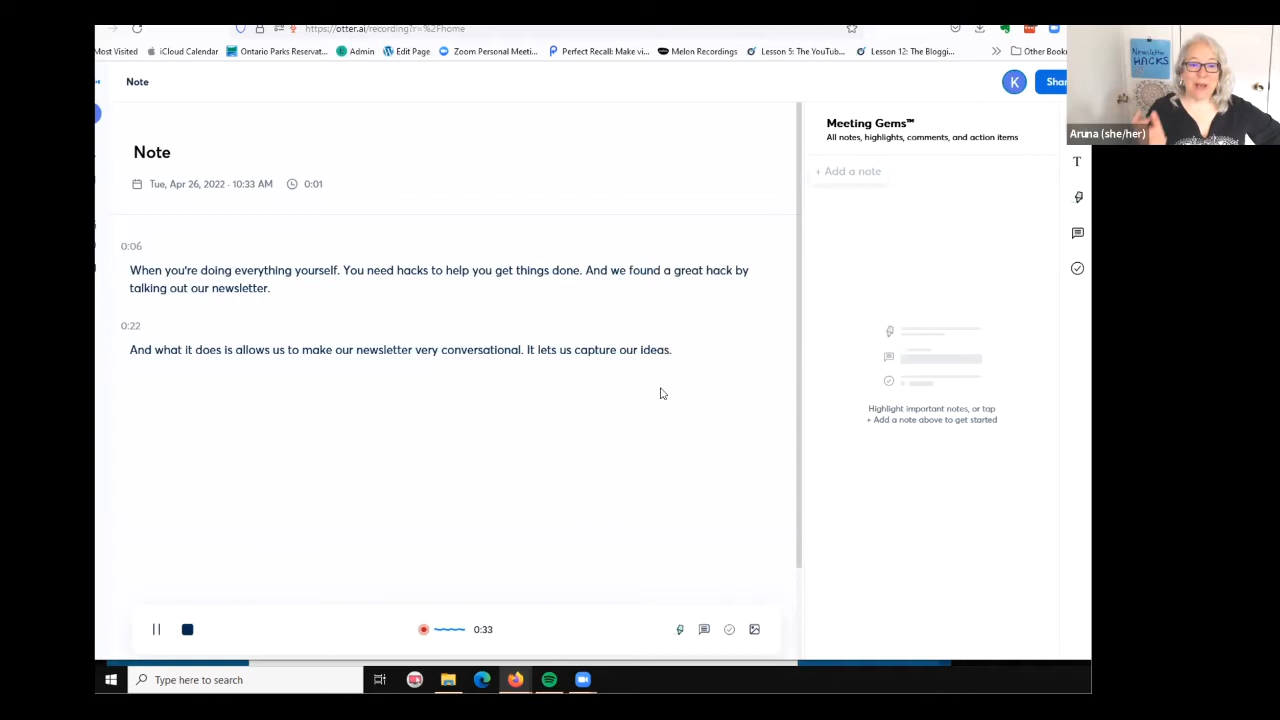 https://otter.ai/recording?r=%2Fhome
Most Visited
iCloud Calendar
Ontario Parks Reservat...
Admin
Edit Page
Zoom Personal Meeti...
Perfect Recall: Make vi...
Melon Recordings
Lesson 5: The YouTub...
Lesson 12: The Bloggi...
Other Book
Note
K
Shar
Newsletter
HACKS
Aruna (she/her)
Note
Tue, Apr 26, 2022 · 10:33 AM
0:01
0:06
When you're doing everything yourself. You need hacks to help you get things done. And we found a great hack by
talking out our newsletter.
0:22
And what it does is allows us to make our newsletter very conversational. It lets us capture our ideas.
0:33
Meeting Gems™
All notes, highlights, comments, and action items
+ Add a note
T
Highlight important notes, or tap
+ Add a note above to get started
Type here to search